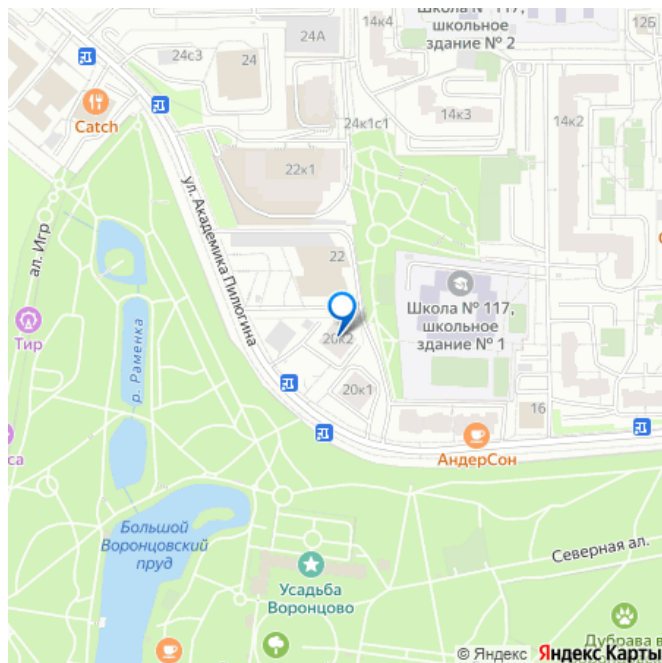 14к4
Школа № 117,
школьное
здание № 2
12Б
24А
24с3
24
Catch
24к1с1
14к3
14к2
22к1
ул. Академика Пилюгина
ал. Игр
22
Школа № 117,
школьное
здание № 1
Тир
р. Раменка
20к2
20к1
16
АндерСон
Большой
Воронцовский
пруд
Северная ал.
Усадьба
Воронцово
Дубрава в
© Яндекс Яндекс Карты